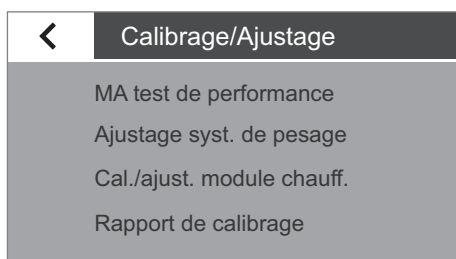 Calibrage/Ajustage
MA test de performance
Ajustage syst. de pesage
Cal./ajust. module chauff.
Rapport de calibrage